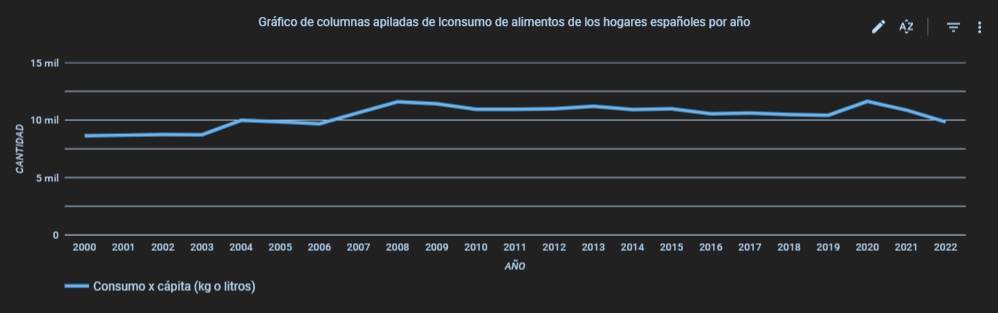 Gráfico de columnas apiladas de lconsumo de alimentos de los hogares españoles por año
AZ
15 mil
10 mil
5 mil
0
CANTIDAD
2000 2001 2002 2003 2004 2005 2006 2007 2008 2009 2010 2011 2012 2013 2014 2015 2016 2017 2018 2019 2020 2021 2022
AÑO
Consumo x cápita (kg o litros)